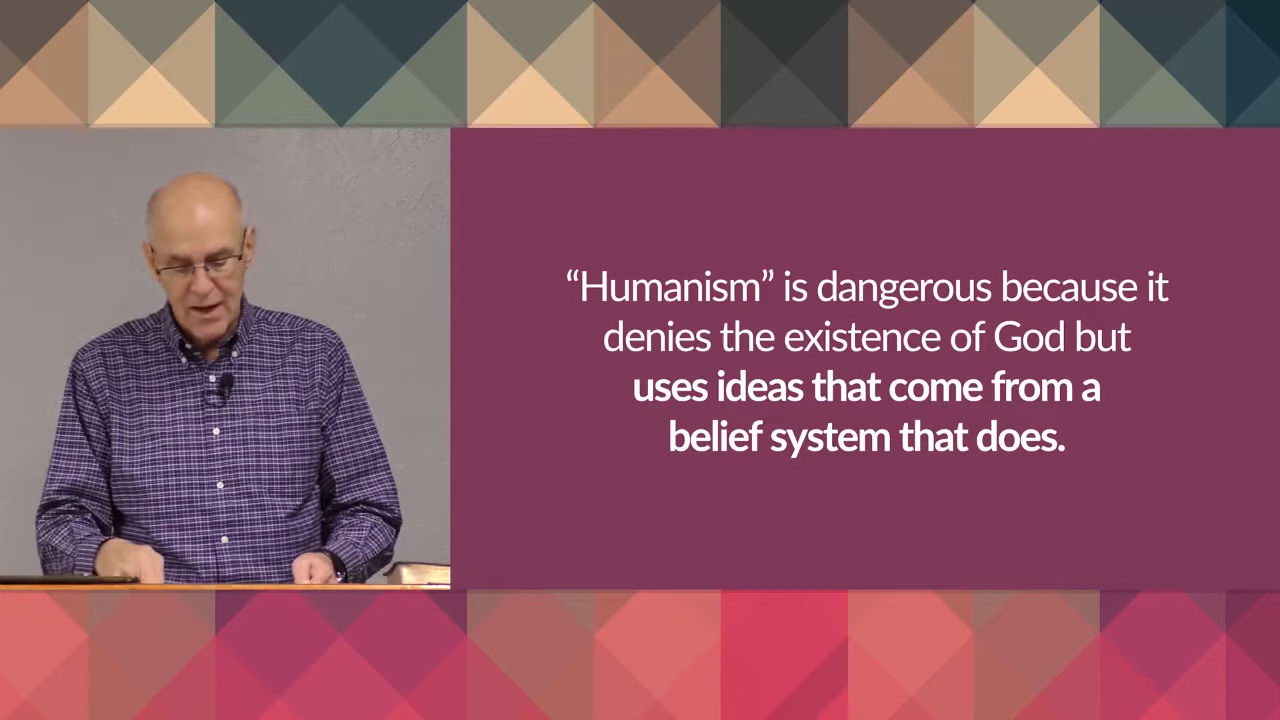 “Humanism” is dangerous because it
denies the existence of God but
uses ideas that come from a
belief system that does.